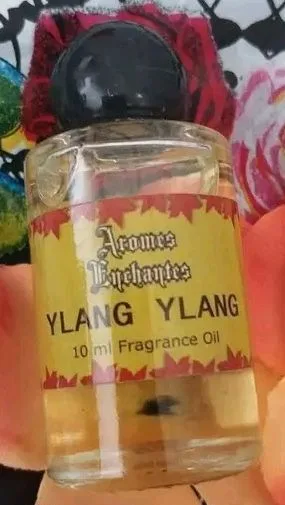 Aromes
Enchantes
YLANG YLANG
10 ml Fragrance Oil